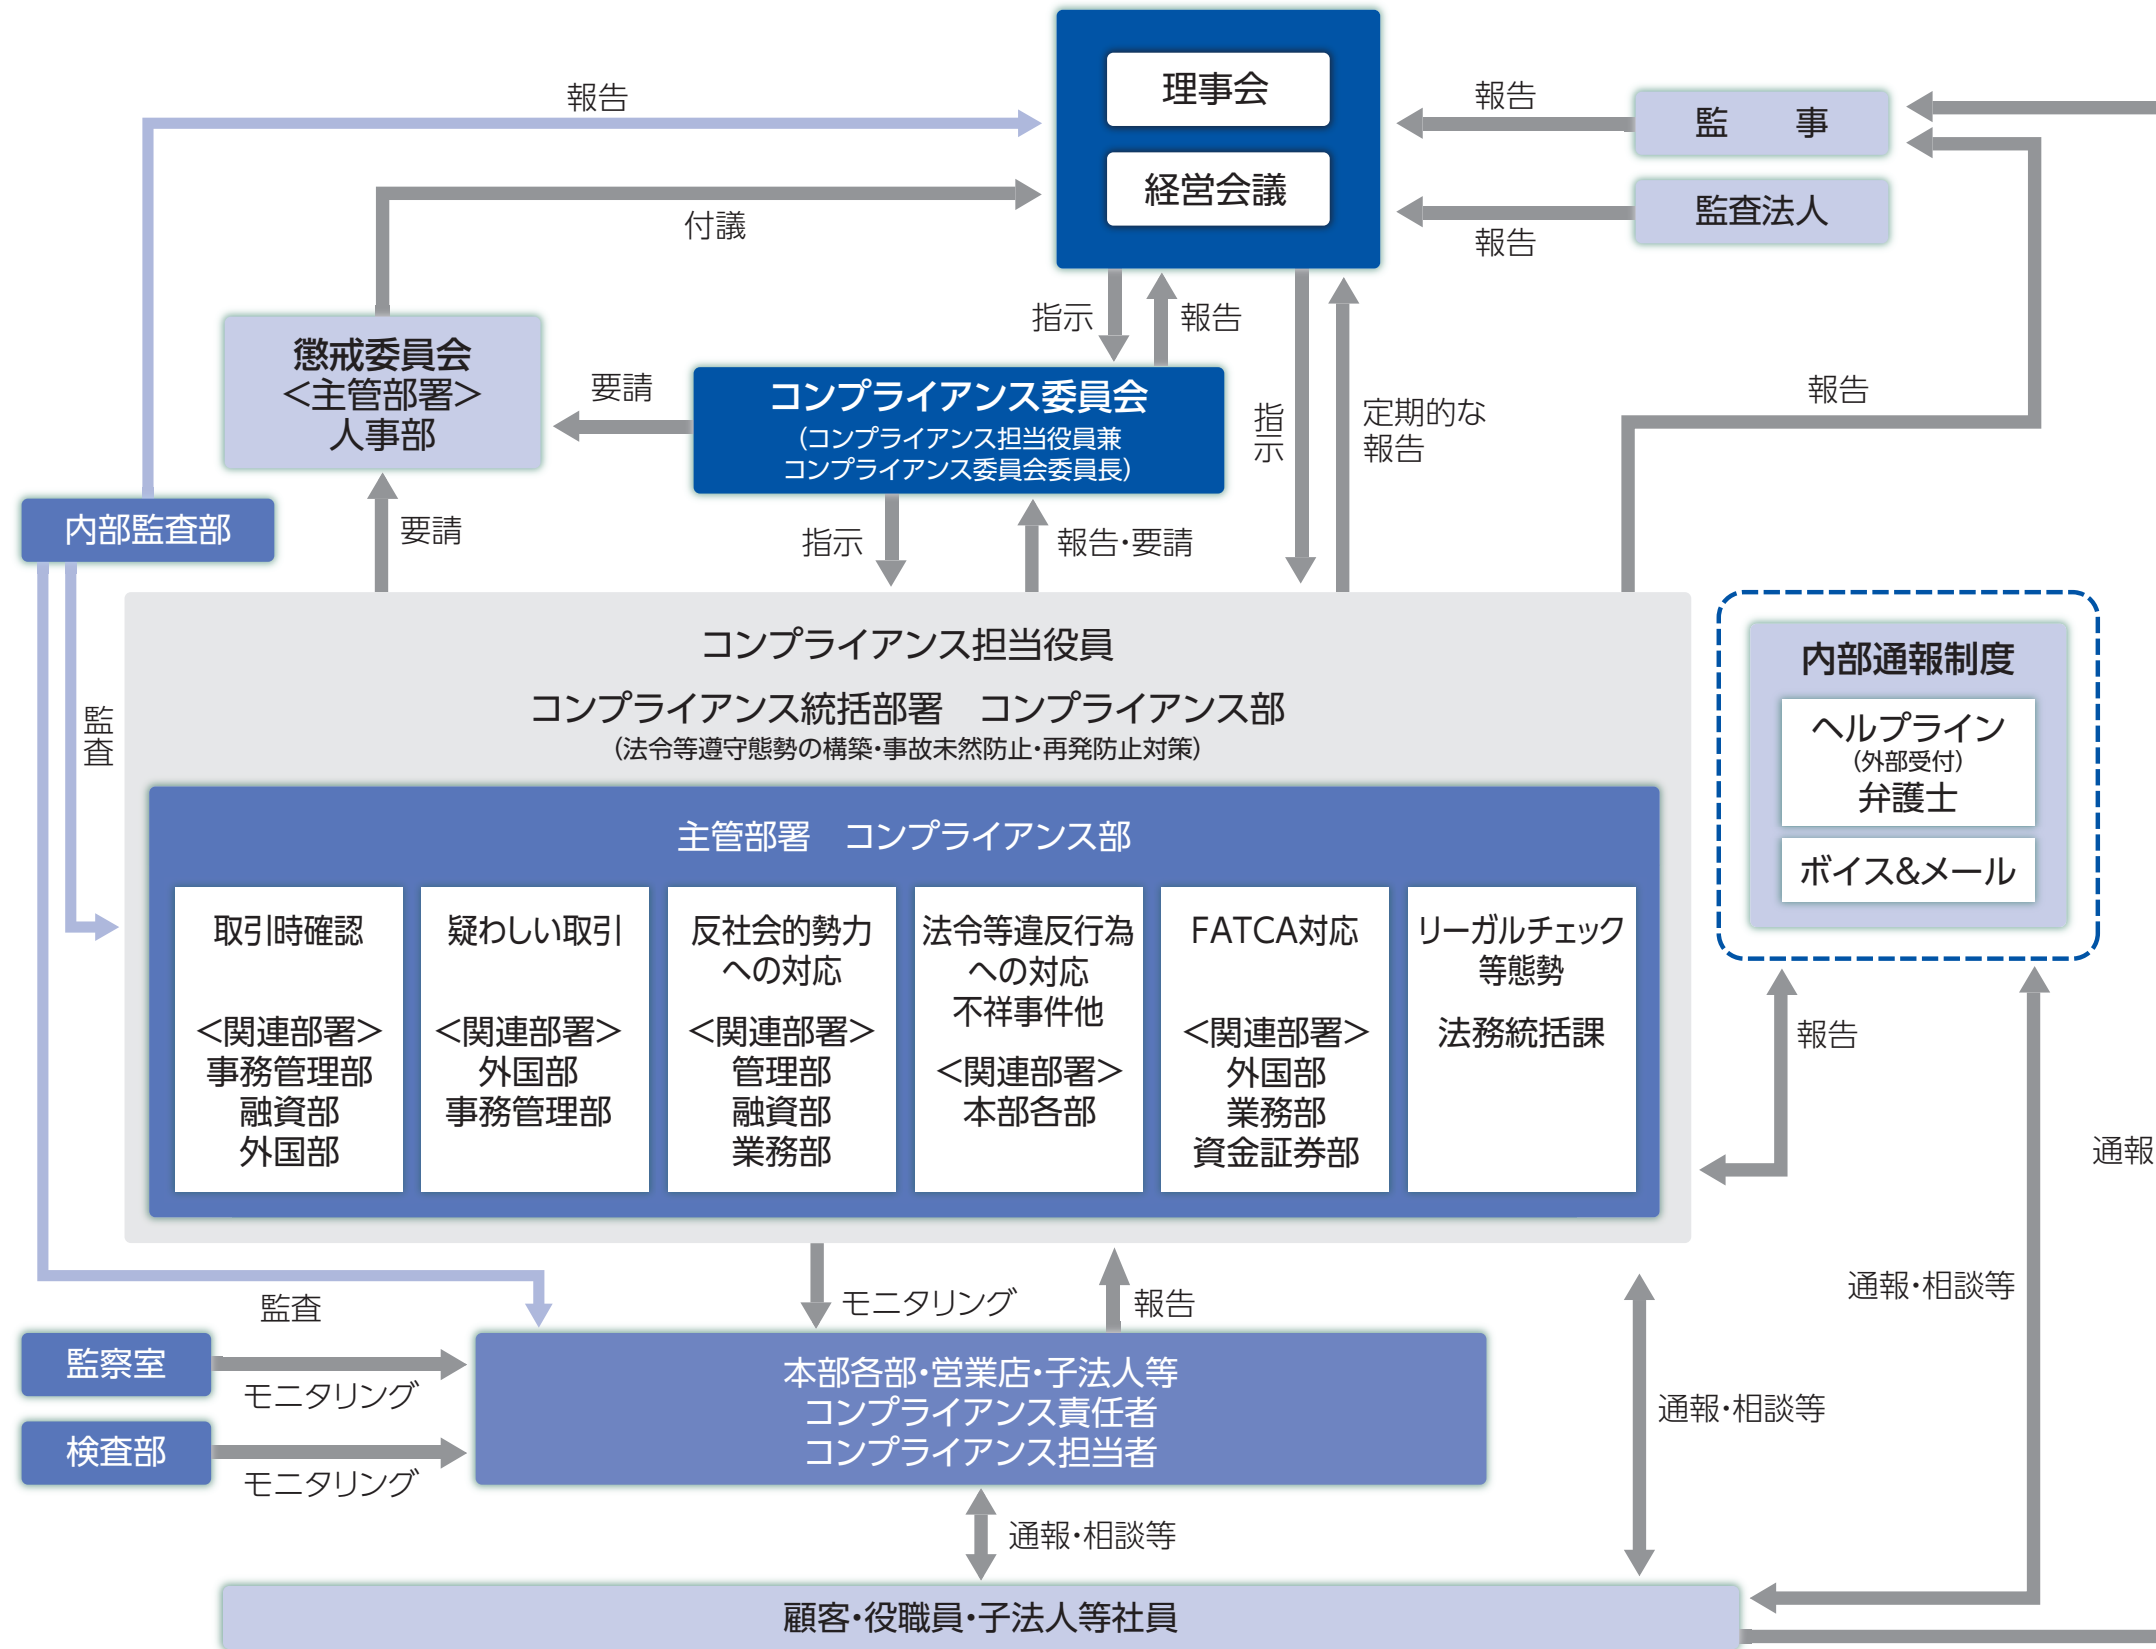 理事会
経営会議
報告
付議
報告
監　　事
報告
監査法人
指示
報告
懲戒委員会
＜主管部署＞
人事部
要請
コンプライアンス委員会
（コンプライアンス担当役員兼
コンプライアンス委員会委員長）
指示
定期的な
報告
報告
内部監査部
要請
指示
報告・要請
監査
コンプライアンス担当役員
コンプライアンス統括部署　コンプライアンス部
（法令等遵守態勢の構築・事故未然防止・再発防止対策）
主管部署　コンプライアンス部
取引時確認
＜関連部署＞
事務管理部
融資部
外国部
疑わしい取引
＜関連部署＞
外国部
事務管理部
反社会的勢力
への対応
＜関連部署＞
管理部
融資部
業務部
法令等違反行為
への対応
不祥事件他
＜関連部署＞
本部各部
FATCA対応
＜関連部署＞
外国部
業務部
資金証券部
リーガルチェック
等態勢
法務統括課
内部通報制度
ヘルプライン
（外部受付）
弁護士
ボイス&メール
報告
通報
通報・相談等
監査
モニタリング
報告
監察室
モニタリング
検査部
モニタリング
本部各部・営業店・子法人等
コンプライアンス責任者
コンプライアンス担当者
通報・相談等
通報・相談等
顧客・役職員・子法人等社員